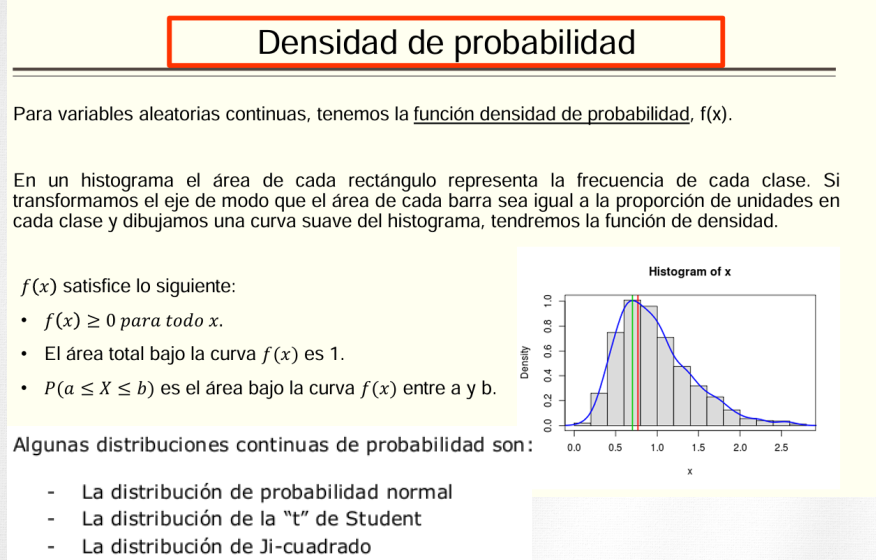 Densidad de probabilidad
Para variables aleatorias continuas, tenemos la función densidad de probabilidad, f(x).
En un histograma el área de cada rectángulo representa la frecuencia de cada clase. Si
transformamos el eje de modo que el área de cada barra sea igual a la proporción de unidades en
cada clase y dibujamos una curva suave del histograma, tendremos la función de densidad.
f(x) satisfice lo siguiente:
• f(x) ≥ 0 para todo x.
• El área total bajo la curva f(x) es 1.
• P(a ≤ X ≤ b) es el área bajo la curva f(x) entre a y b.
Histogram of x
Density
0.0 0.2 0.4 0.6 0.8 1.0
0.0 0.5 1.0 1.5 2.0 2.5
x
Algunas distribuciones continuas de probabilidad son:
- La distribución de probabilidad normal
- La distribución de la “t” de Student
- La distribución de Ji-cuadrado